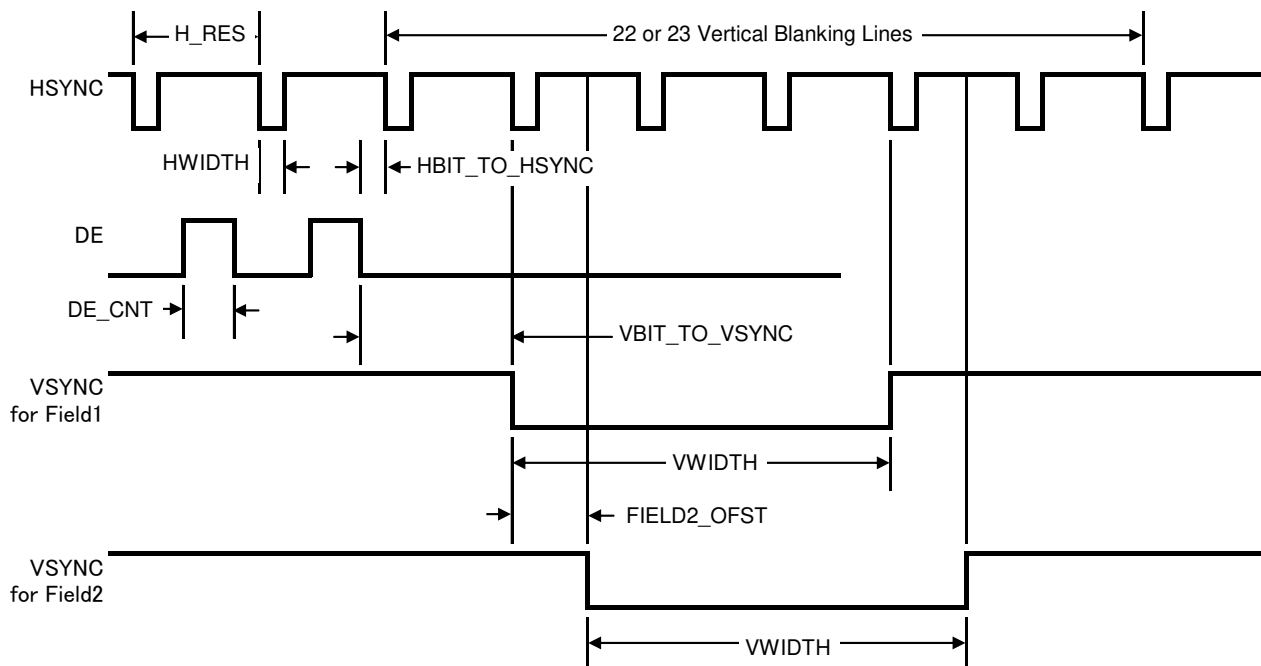 H_RES
22 or 23 Vertical Blanking Lines
HSYNC
HWIDTH
HBIT_TO_HSYNC
DE
DE_CNT
VBIT_TO_VSYNC
VSYNC
for Field1
VWIDTH
FIELD2_OFST
VSYNC
for Field2
VWIDTH